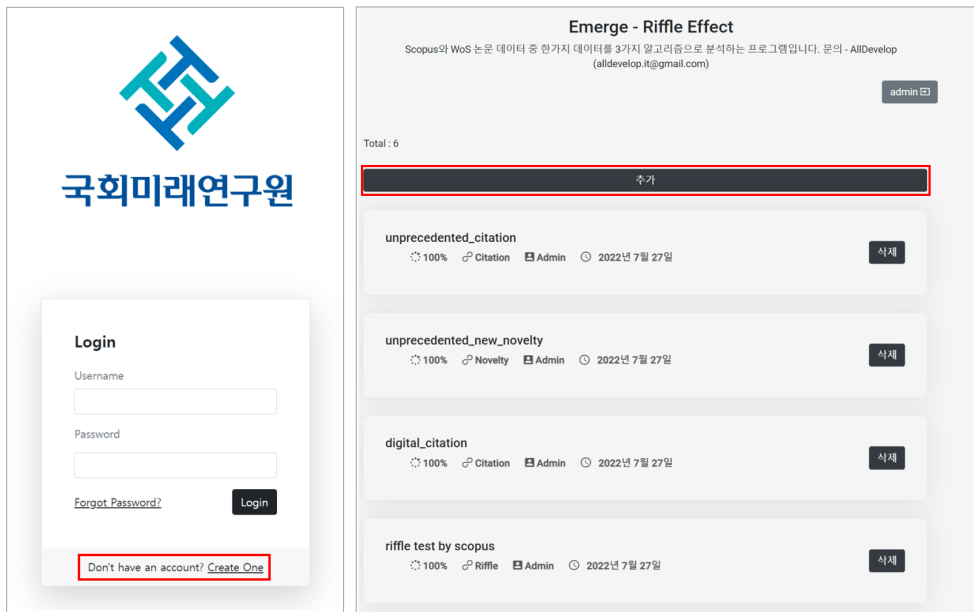 국회미래연구원
Login
Username
Password
Forgot Password?
Login
Don't have an account? Create One
Emerge - Riffle Effect
Scopus와 WoS 논문 데이터 중 한가지 데이터를 3가지 알고리즘으로 분석하는 프로그램입니다. 문의 - AllDevelop
(alldevelop.it@gmail.com)
admin
Total : 6
추가
unprecedented_citation
100% Citation Admin 2022년 7월 27일
삭제
unprecedented_new_novelty
100% Novelty Admin 2022년 7월 27일
삭제
digital_citation
100% Citation Admin 2022년 7월 27일
삭제
riffle test by scopus
100% Riffle Admin 2022년 7월 27일
삭제